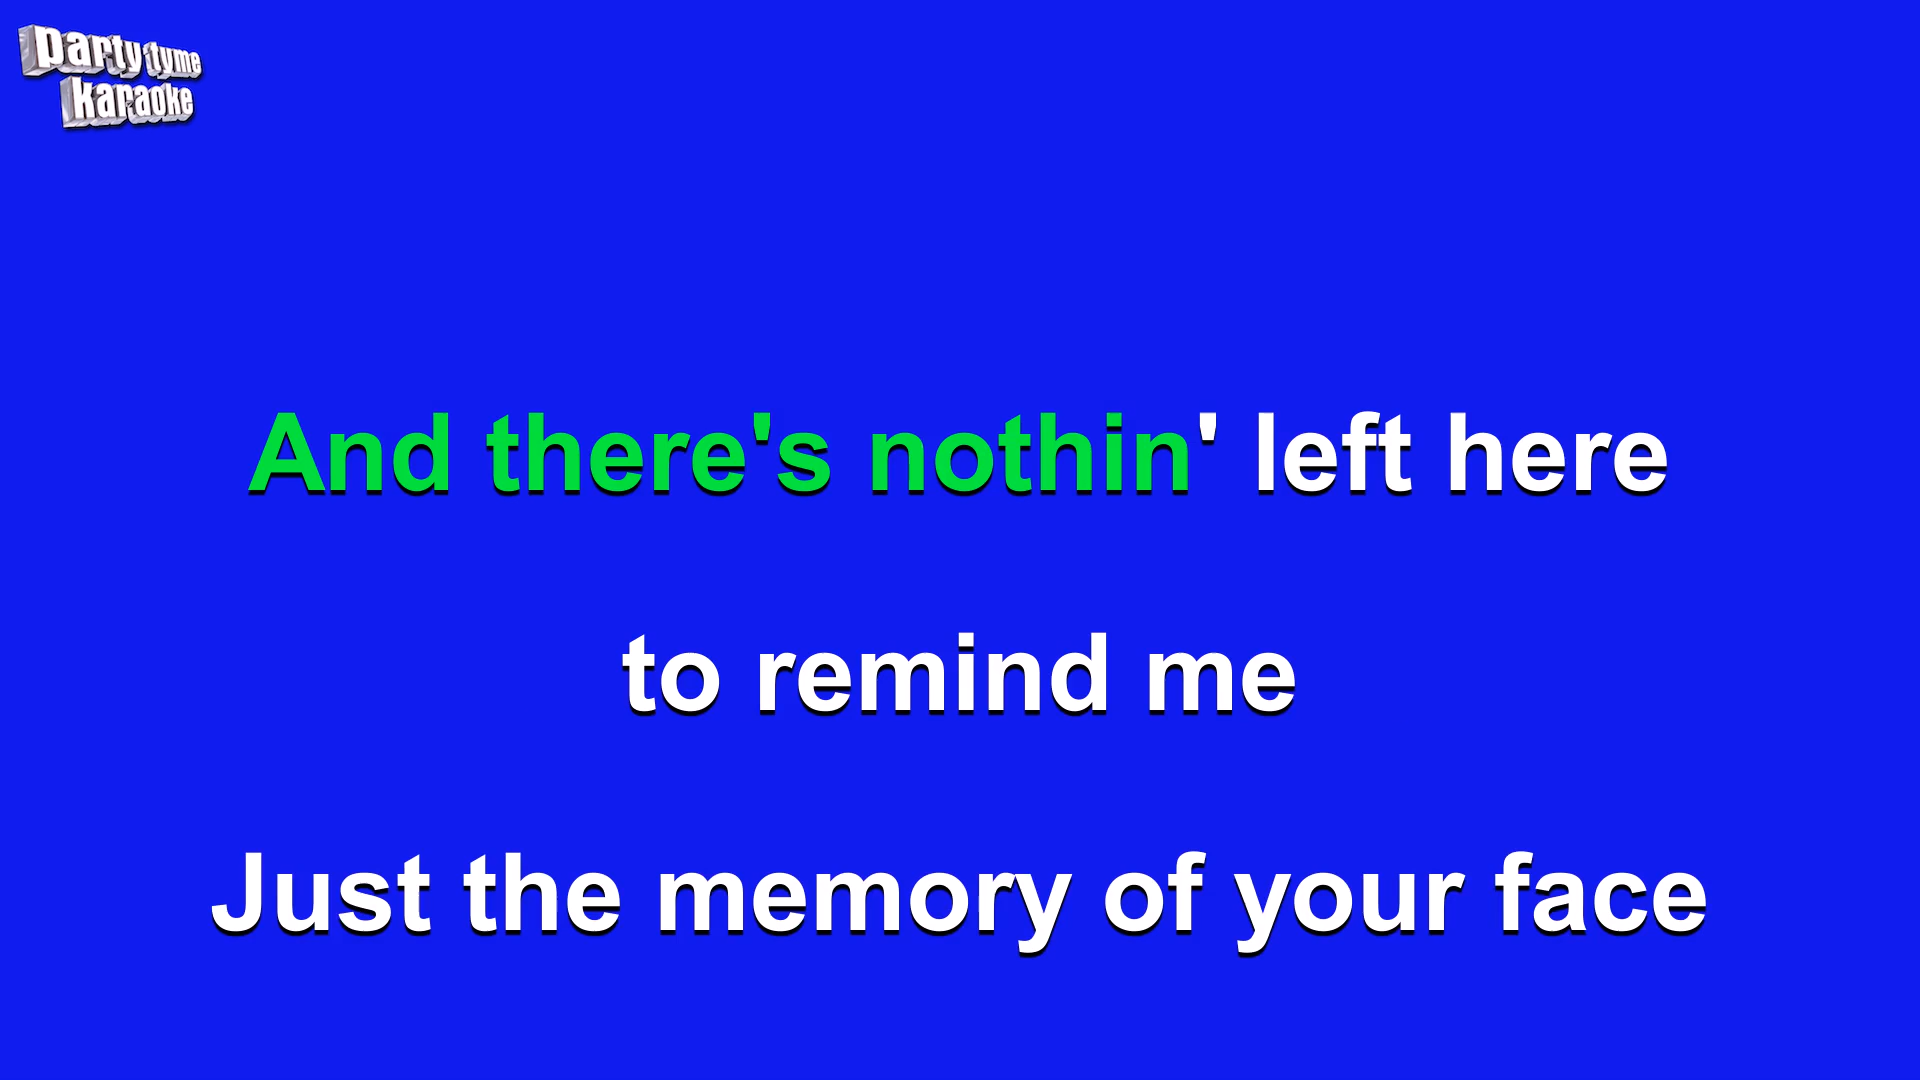 party tyme
karaoke
And there's nothin' left here
to remind me
Just the memory of your face